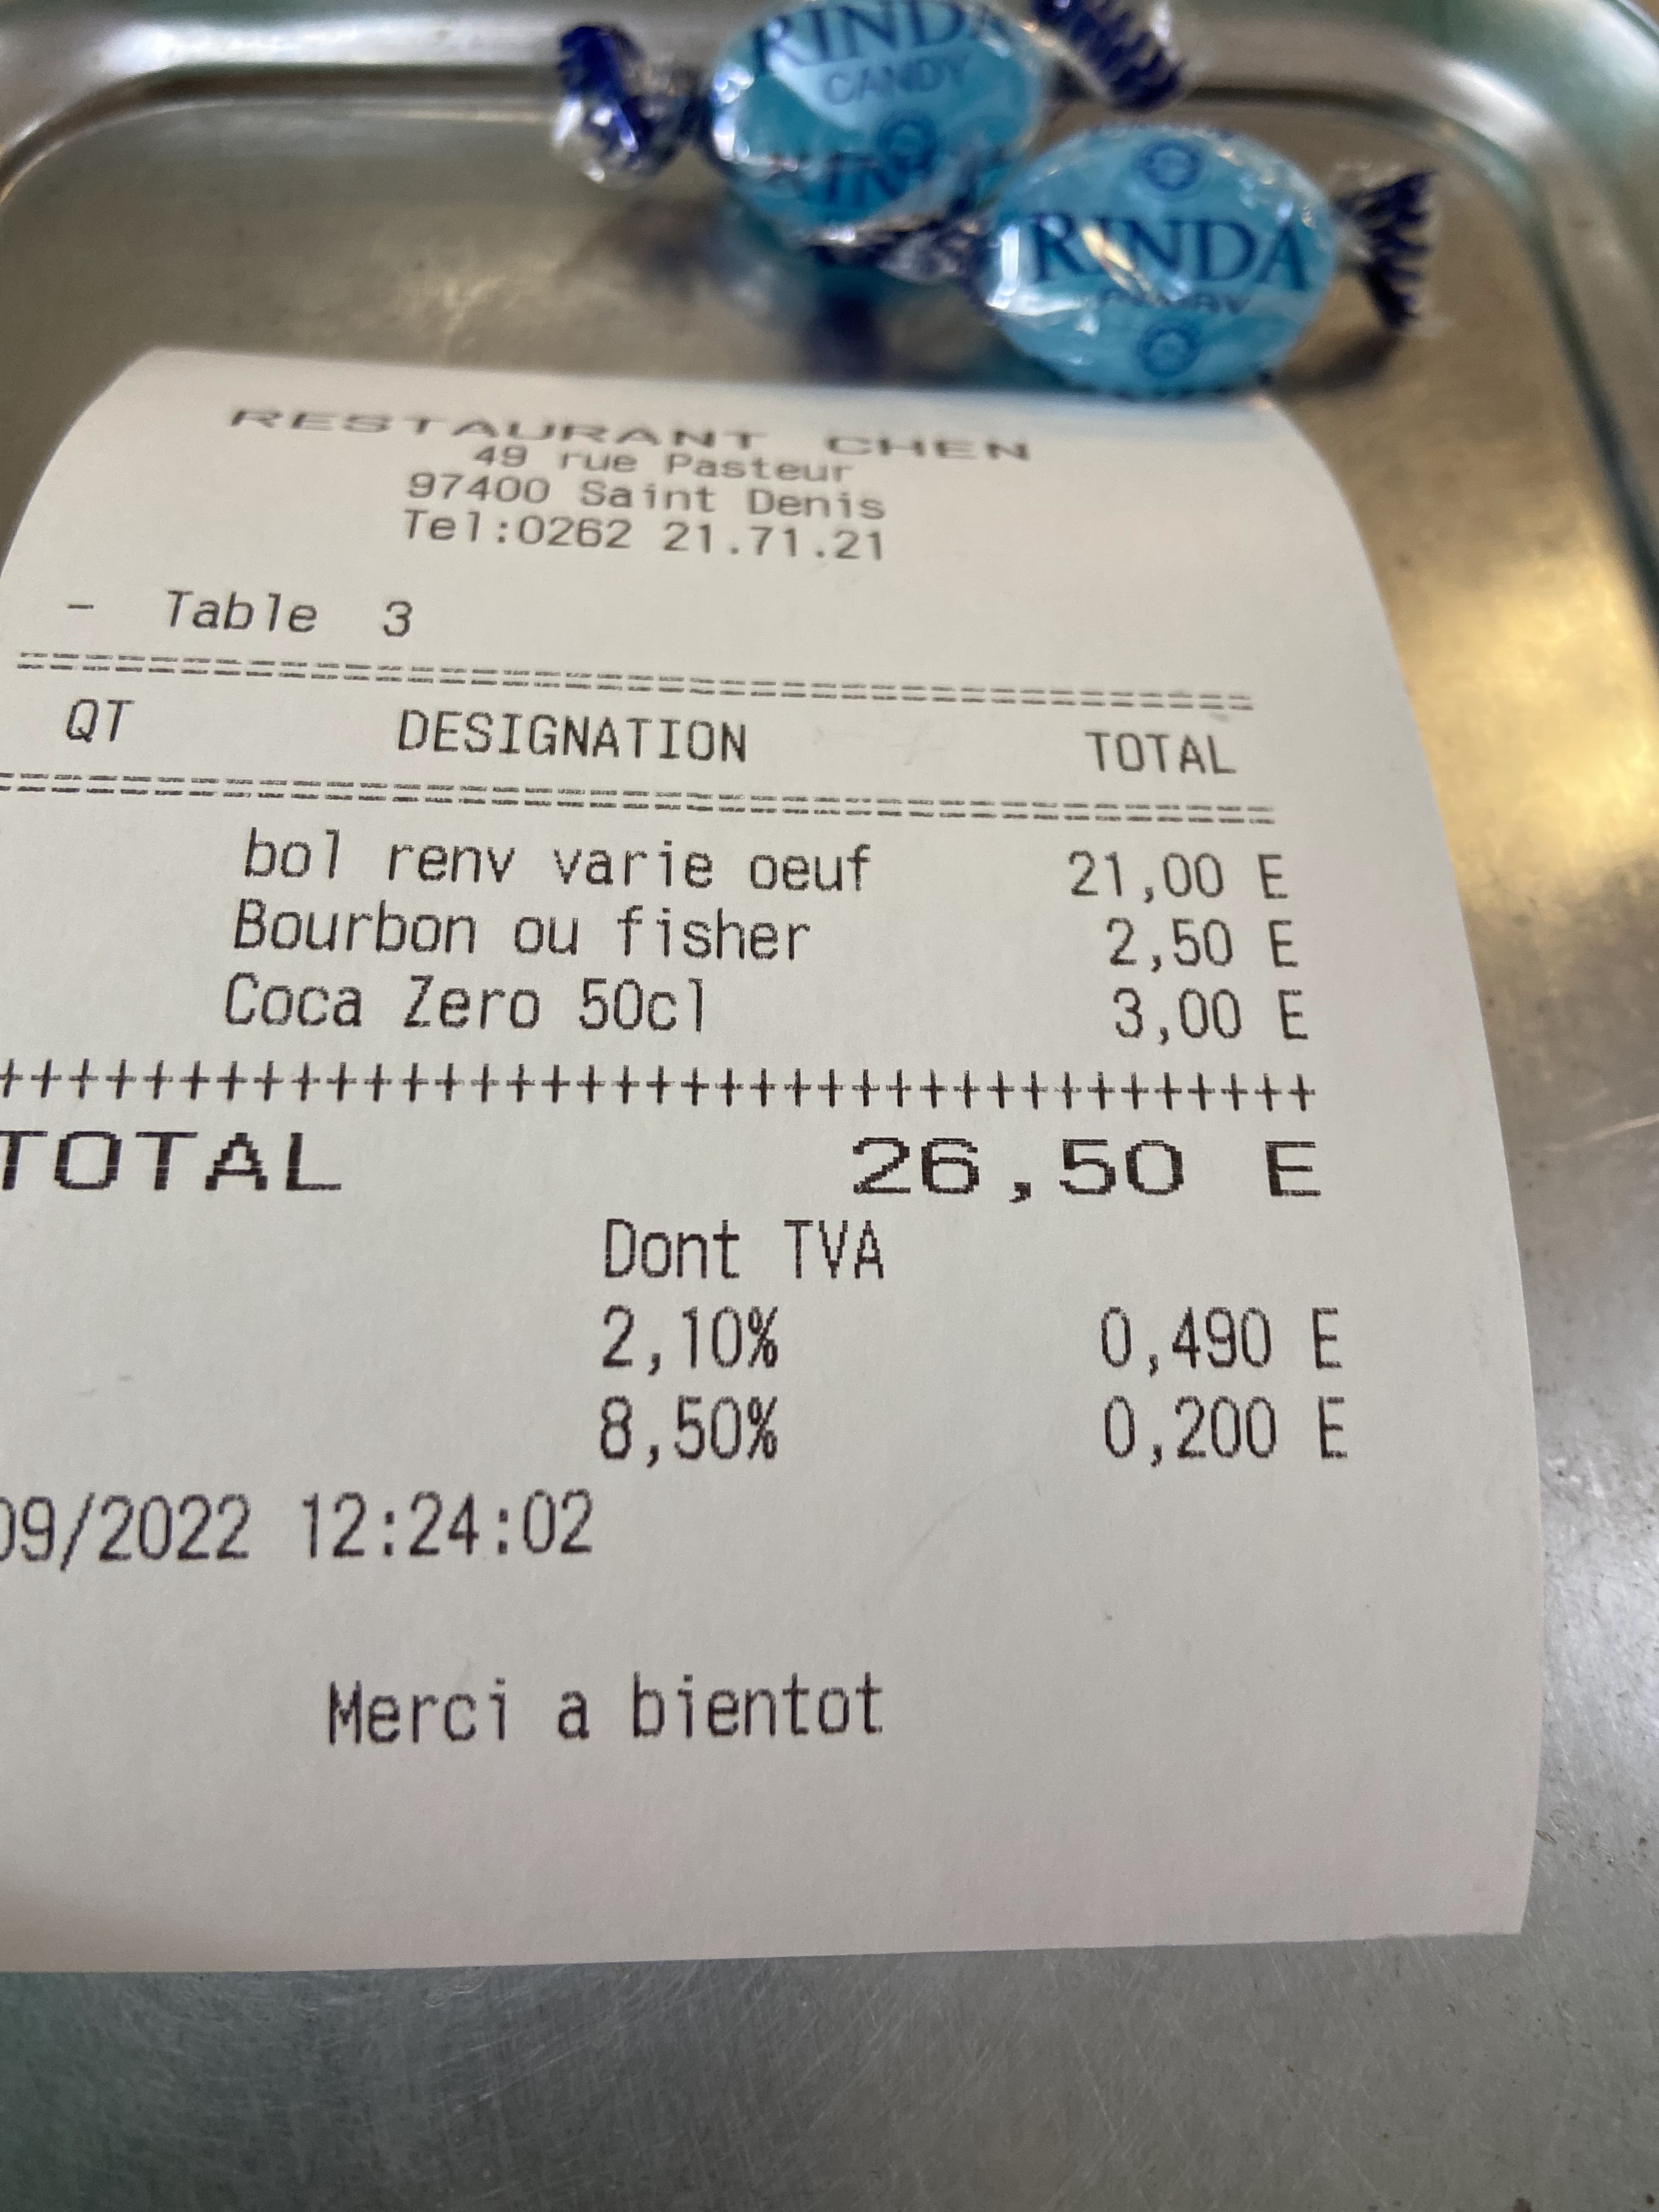 RINDA
CANDY
RINDA
RESTAURANT CHEN
49 rue Pasteur
97400 Saint Denis
Tel:0262 21.71.21
- Table 3
==================================================
QT DESIGNATION TOTAL
==================================================
bol renv varie oeuf 21,00 E
Bourbon ou fisher 2,50 E
Coca Zero 50cl 3,00 E
+++++++++++++++++++++++++++++++++++++
TOTAL 26,50 E
Dont TVA
2,10% 0,490 E
8,50% 0,200 E
09/2022 12:24:02
Merci a bientot